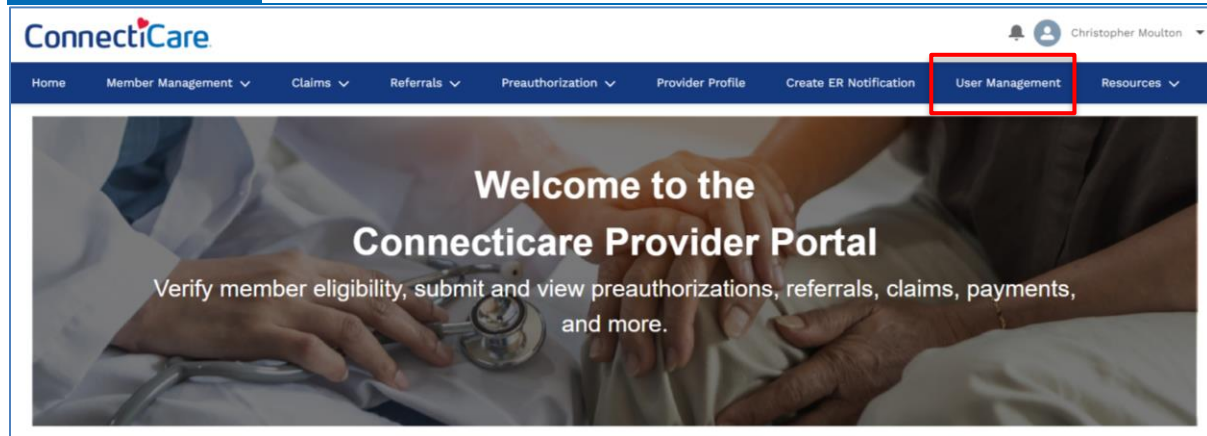 ConnectiCare
Christopher Moulton
Home Member Management Claims Referrals Preauthorization Provider Profile Create ER Notification User Management Resources
Welcome to the
Connecticare Provider Portal
Verify member eligibility, submit and view preauthorizations, referrals, claims, payments,
and more.